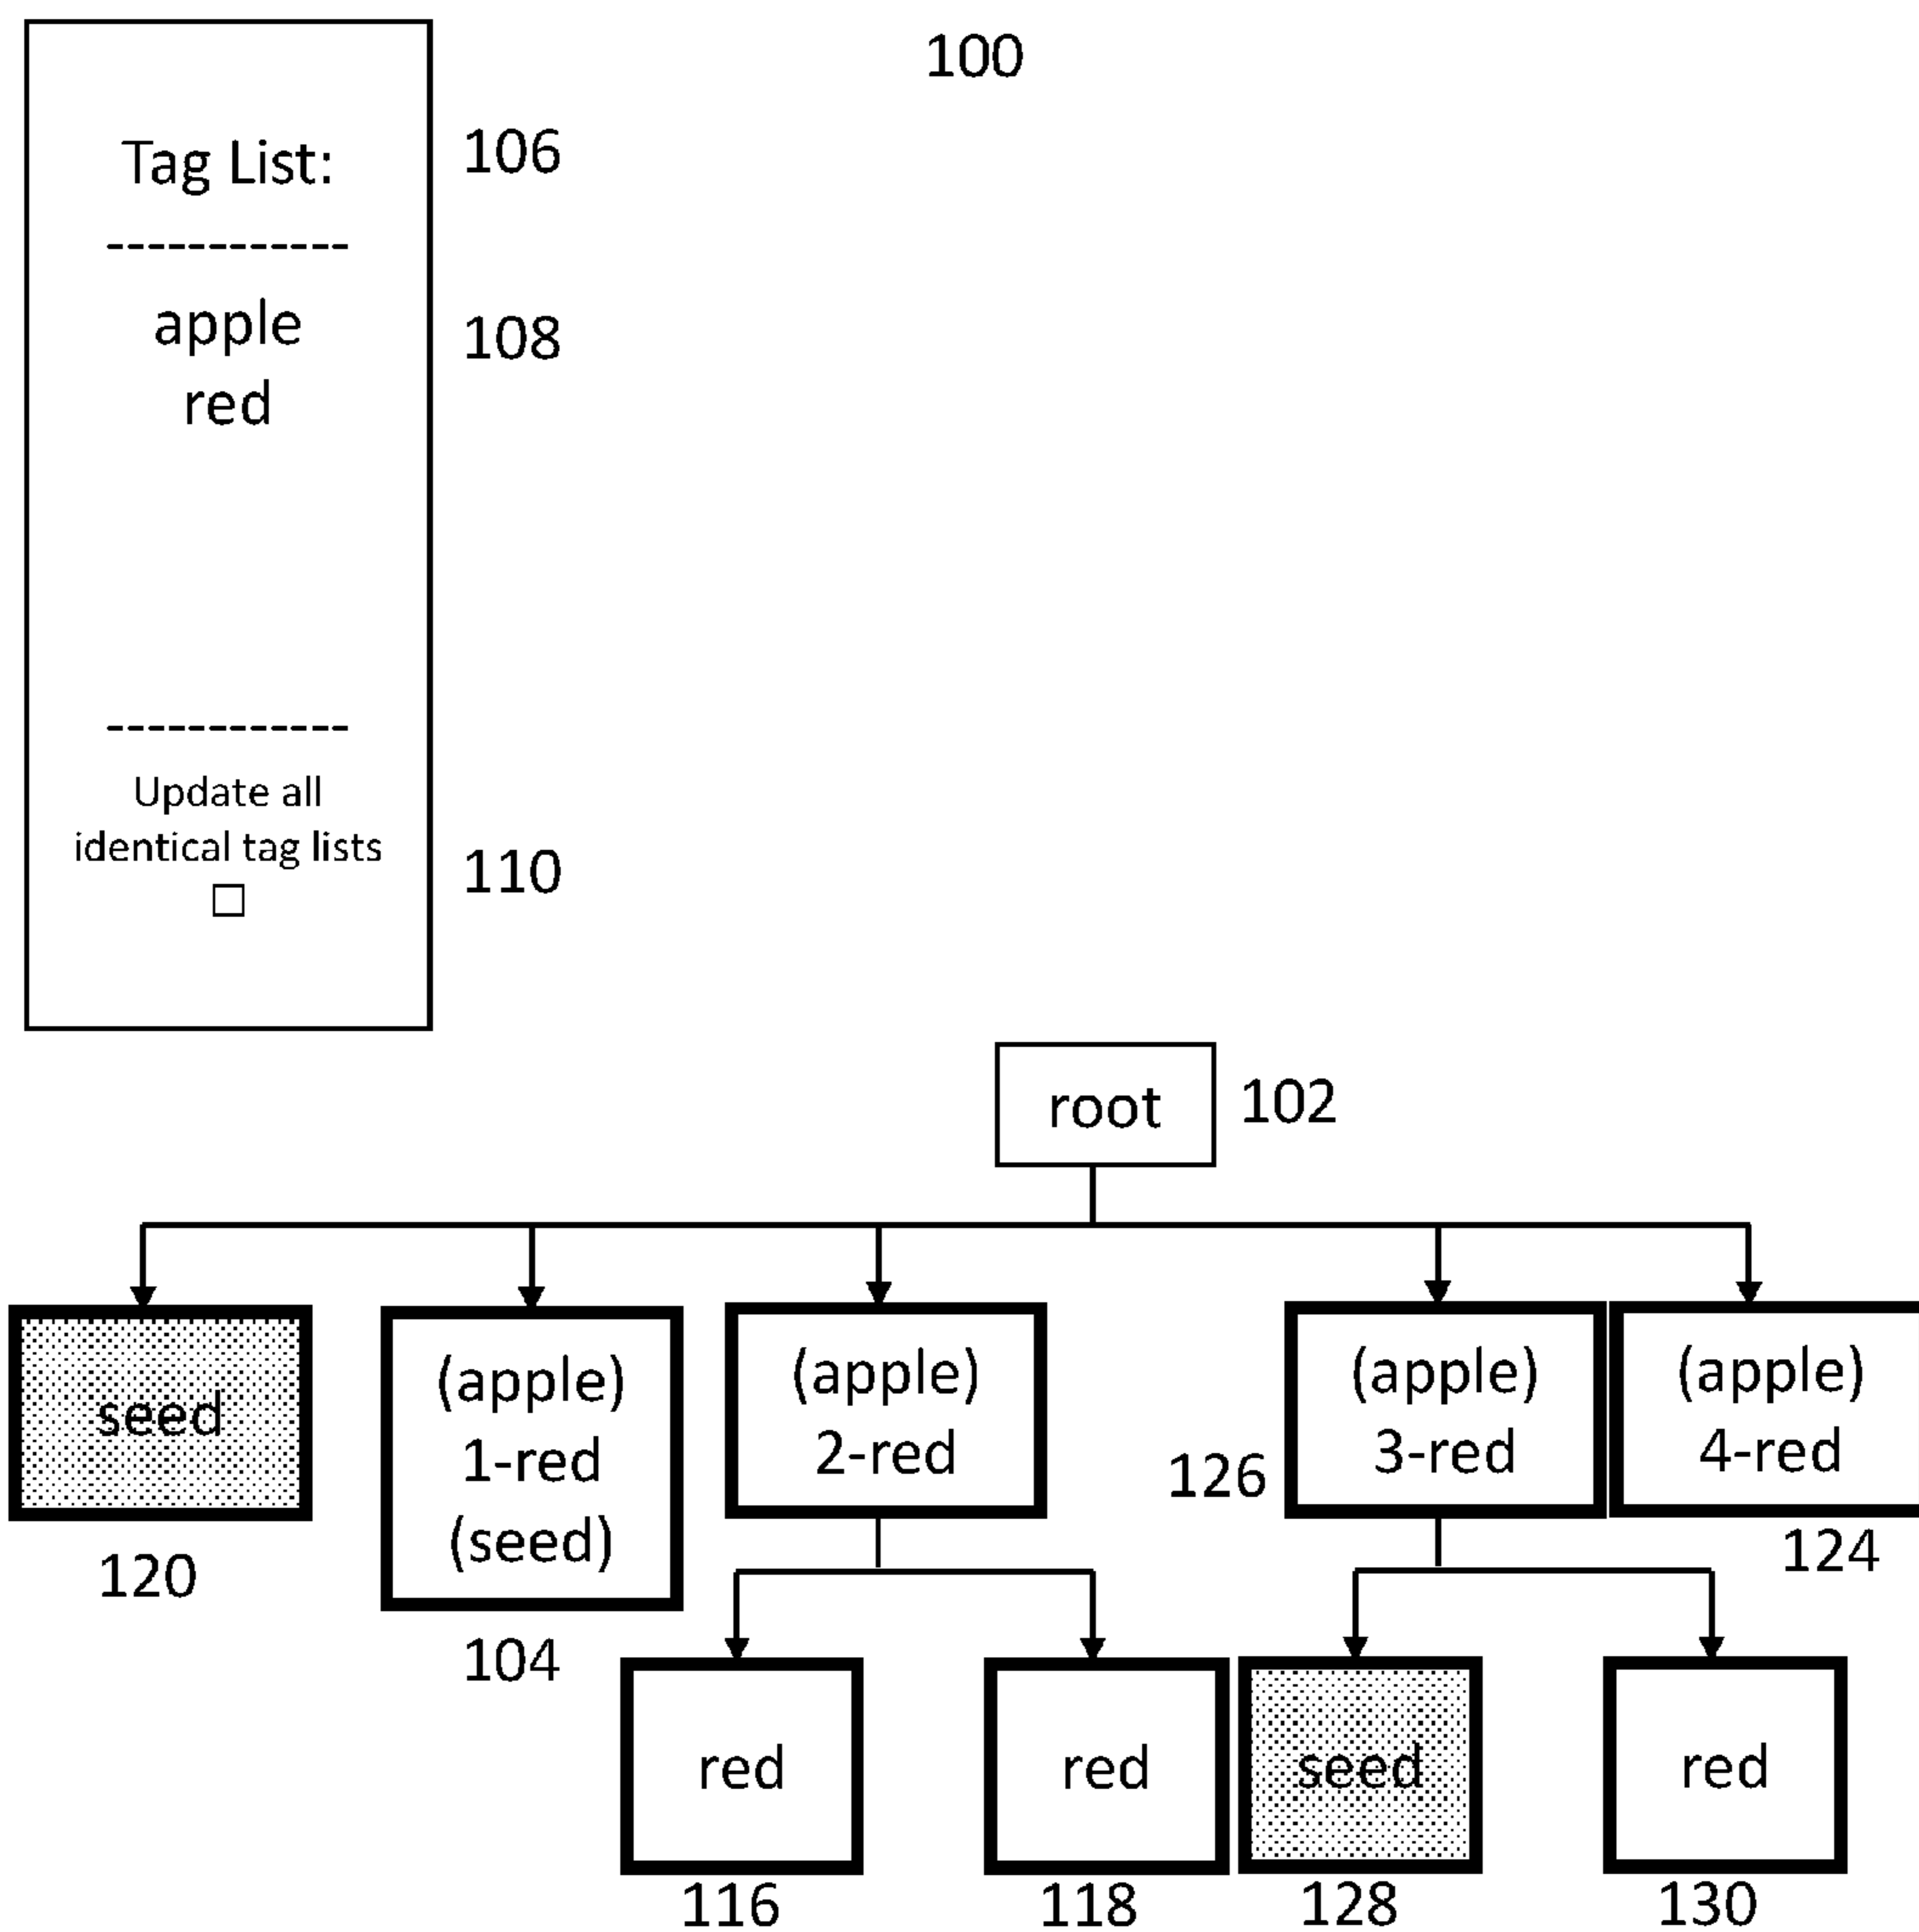 100
Tag List:
106
------------
apple
108
red
------------
Update all
identical tag lists
110
root
102
seed
(apple)
1-red
(seed)
(apple)
2-red
(apple)
3-red
(apple)
4-red
126
120
124
104
red
red
seed
red
116
118
128
130